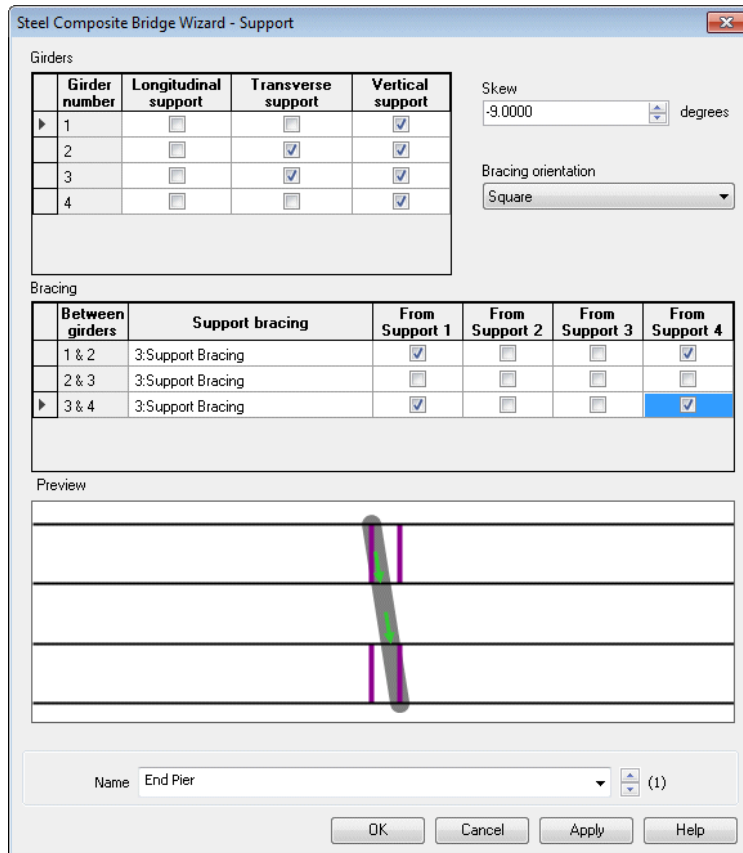 Steel Composite Bridge Wizard - Support
Girders
Girder number Longitudinal support Transverse support Vertical support
1
2
3
4
Skew
-9.0000 degrees
Bracing orientation
Square
Bracing
Between girders Support bracing From Support 1 From Support 2 From Support 3 From Support 4
1 & 2 3:Support Bracing
2 & 3 3:Support Bracing
3 & 4 3:Support Bracing
Preview
Name End Pier (1)
OK Cancel Apply Help